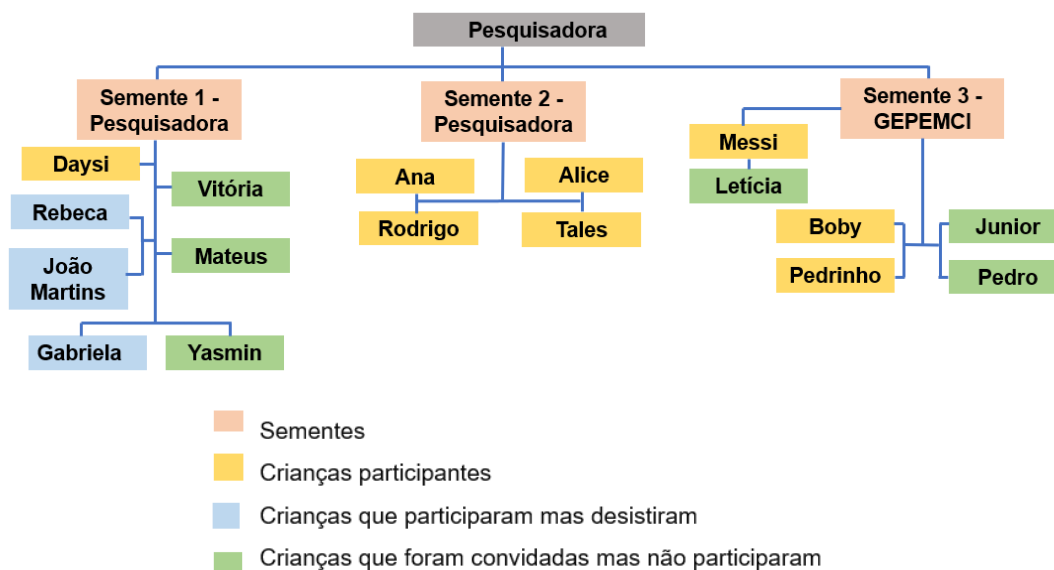 Pesquisadora
Semente 1 -
Pesquisadora
Daysi
Vitória
Rebeca
João
Martins
Mateus
Gabriela
Yasmin
Semente 2 -
Pesquisadora
Ana
Alice
Rodrigo
Tales
Semente 3 -
GEPEMCI
Messi
Letícia
Boby
Junior
Pedrinho
Pedro
Sementes
Crianças participantes
Crianças que participaram mas desistiram
Crianças que foram convidadas mas não participaram